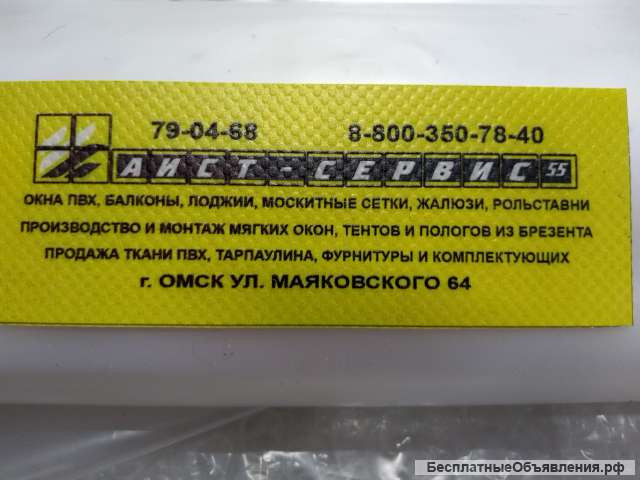 79-04-68 8-800-350-78-40
АИСТ-СЕРВИС 55
ОКНА ПВХ, БАЛКОНЫ, ЛОДЖИИ, МОСКИТНЫЕ СЕТКИ, ЖАЛЮЗИ, РОЛЬСТАВНИ
ПРОИЗВОДСТВО И МОНТАЖ МЯГКИХ ОКОН, ТЕНТОВ И ПОЛОГОВ ИЗ БРЕЗЕНТА
ПРОДАЖА ТКАНИ ПВХ, ТАРПАУЛИНА, ФУРНИТУРЫ И КОМПЛЕКТУЮЩИХ
г. ОМСК УЛ. МАЯКОВСКОГО 64
БесплатныеОбъявления.рф